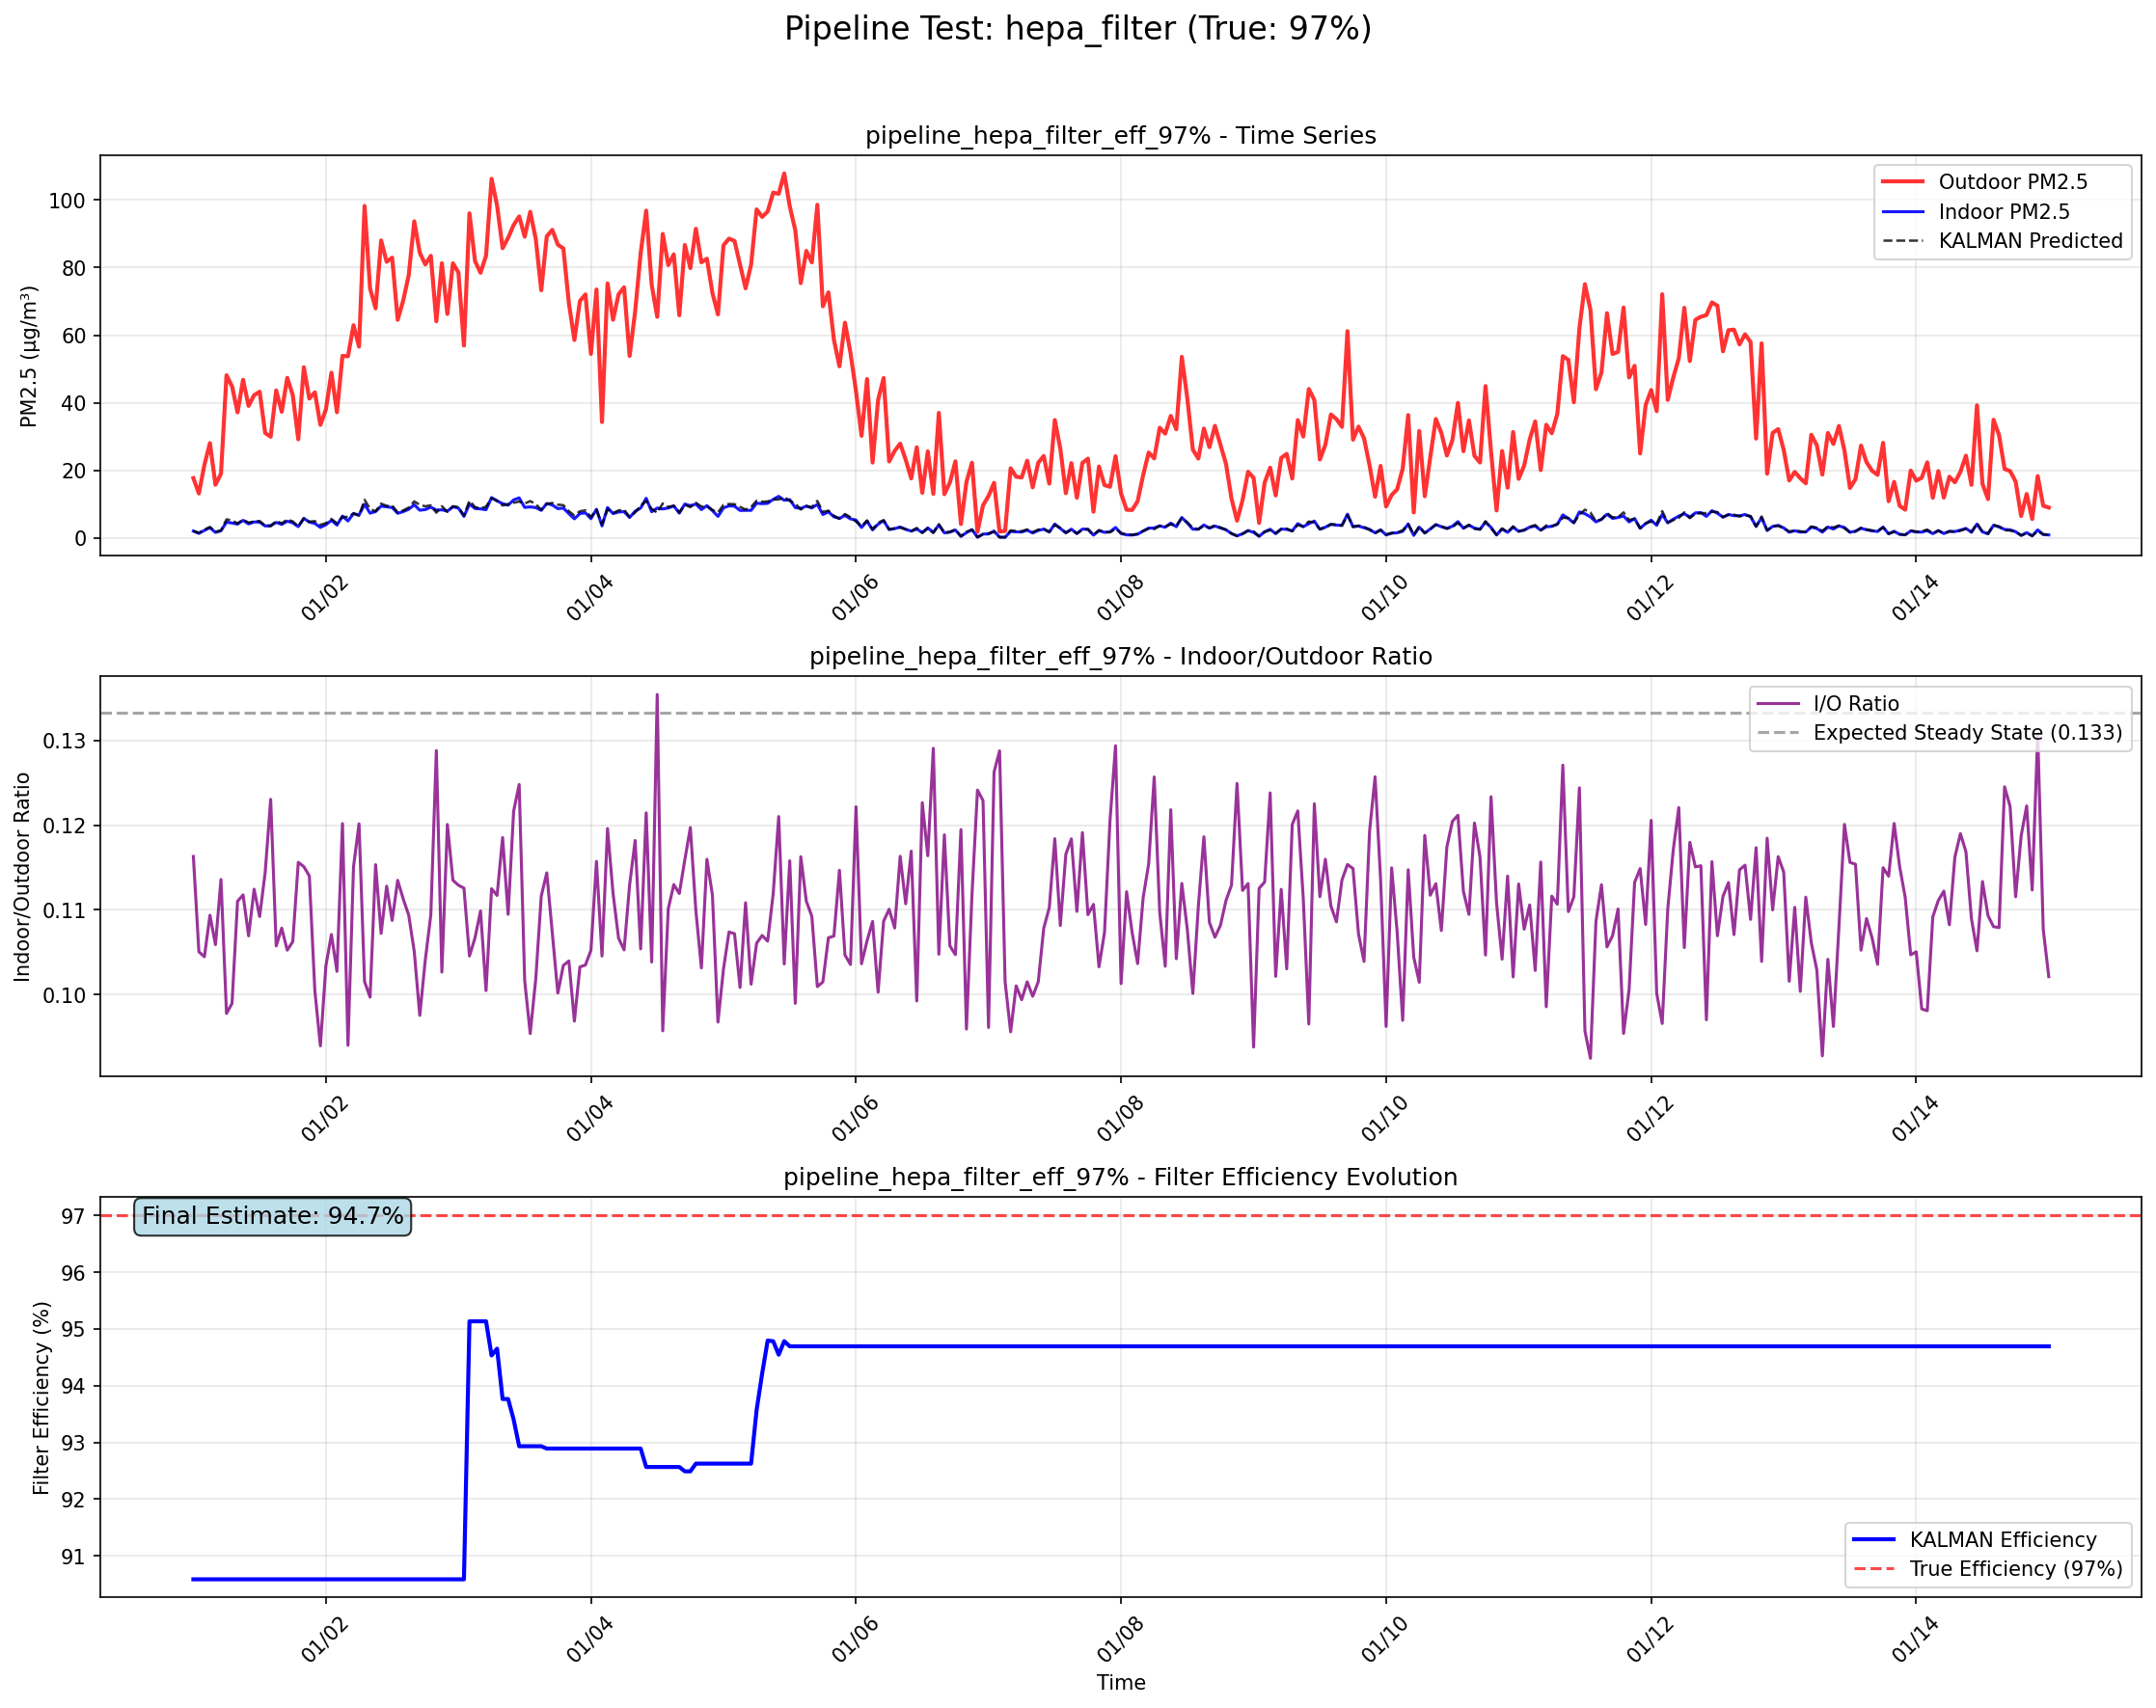 Pipeline Test: hepa_filter (True: 97%)
pipeline_hepa_filter_eff_97% - Time Series
PM2.5 (µg/m³)
100
80
60
40
20
0
Outdoor PM2.5
Indoor PM2.5
KALMAN Predicted
01/02
01/04
01/06
01/08
01/10
01/12
01/14
pipeline_hepa_filter_eff_97% - Indoor/Outdoor Ratio
Indoor/Outdoor Ratio
0.13
0.12
0.11
0.10
I/O Ratio
Expected Steady State (0.133)
01/02
01/04
01/06
01/08
01/10
01/12
01/14
pipeline_hepa_filter_eff_97% - Filter Efficiency Evolution
Filter Efficiency (%)
97
96
95
94
93
92
91
Final Estimate: 94.7%
KALMAN Efficiency
True Efficiency (97%)
01/02
01/04
01/06
01/08
01/10
01/12
01/14
Time